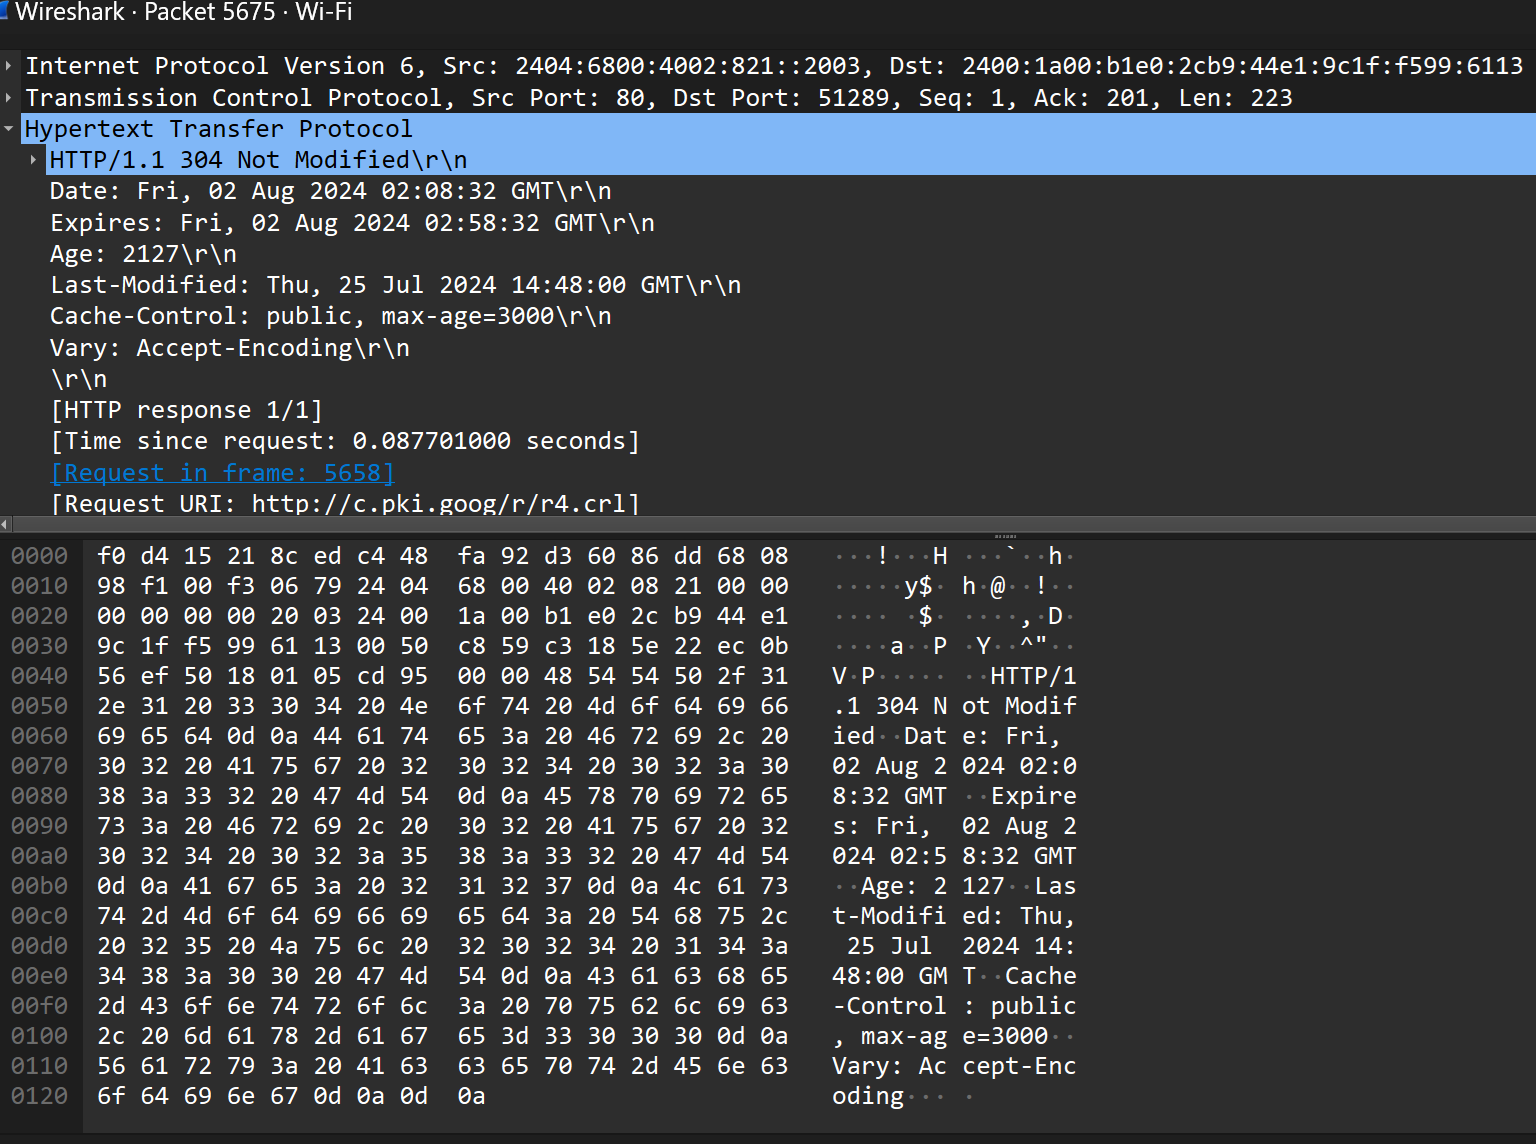 Wireshark · Packet 5675 · Wi-Fi
Internet Protocol Version 6, Src: 2404:6800:4002:821::2003, Dst: 2400:1a00:b1e0:2cb9:44e1:9c1f:f599:6113
Transmission Control Protocol, Src Port: 80, Dst Port: 51289, Seq: 1, Ack: 201, Len: 223
Hypertext Transfer Protocol
HTTP/1.1 304 Not Modified\r\n
Date: Fri, 02 Aug 2024 02:08:32 GMT\r\n
Expires: Fri, 02 Aug 2024 02:58:32 GMT\r\n
Age: 2127\r\n
Last-Modified: Thu, 25 Jul 2024 14:48:00 GMT\r\n
Cache-Control: public, max-age=3000\r\n
Vary: Accept-Encoding\r\n
\r\n
[HTTP response 1/1]
[Time since request: 0.087701000 seconds]
[Request in frame: 5658]
[Request URI: http://c.pki.goog/r/r4.crl]
0000 f0 d4 15 21 8c ed c4 48 fa 92 d3 60 86 dd 68 08 ···!···H ···`··h·
0010 98 f1 00 f3 06 79 24 04 68 00 40 02 08 21 00 00 ·····y$· h·@··!··
0020 00 00 00 00 20 03 24 00 1a 00 b1 e0 2c b9 44 e1 ···· ·$· ····,·D·
0030 9c 1f f5 99 61 13 00 50 c8 59 c3 18 5e 22 ec 0b ····a··P ·Y··^"··
0040 56 ef 50 18 01 05 cd 95 00 00 48 54 54 50 2f 31 V·P····· ··HTTP/1
0050 2e 31 20 33 30 34 20 4e 6f 74 20 4d 6f 64 69 66 .1 304 N ot Modif
0060 69 65 64 0d 0a 44 61 74 65 3a 20 46 72 69 2c 20 ied··Dat e: Fri, 
0070 30 32 20 41 75 67 20 32 30 32 34 20 30 32 3a 30 02 Aug 2 024 02:0
0080 38 3a 33 32 20 47 4d 54 0d 0a 45 78 70 69 72 65 8:32 GMT ··Expire
0090 73 3a 20 46 72 69 2c 20 30 32 20 41 75 67 20 32 s: Fri,  02 Aug 2
00a0 30 32 34 20 30 32 3a 35 38 3a 33 32 20 47 4d 54 024 02:5 8:32 GMT
00b0 0d 0a 41 67 65 3a 20 32 31 32 37 0d 0a 4c 61 73 ··Age: 2 127··Las
00c0 74 2d 4d 6f 64 69 66 69 65 64 3a 20 54 68 75 2c t-Modifi ed: Thu,
00d0 20 32 35 20 4a 75 6c 20 32 30 32 34 20 31 34 3a  25 Jul  2024 14:
00e0 34 38 3a 30 30 20 47 4d 54 0d 0a 43 61 63 68 65 48:00 GM T··Cache
00f0 2d 43 6f 6e 74 72 6f 6c 3a 20 70 75 62 6c 69 63 -Control : public
0100 2c 20 6d 61 78 2d 61 67 65 3d 33 30 30 30 0d 0a , max-ag e=3000··
0110 56 61 72 79 3a 20 41 63 63 65 70 74 2d 45 6e 63 Vary: Ac cept-Enc
0120 6f 64 69 6e 67 0d 0a 0d 0a oding··· ·